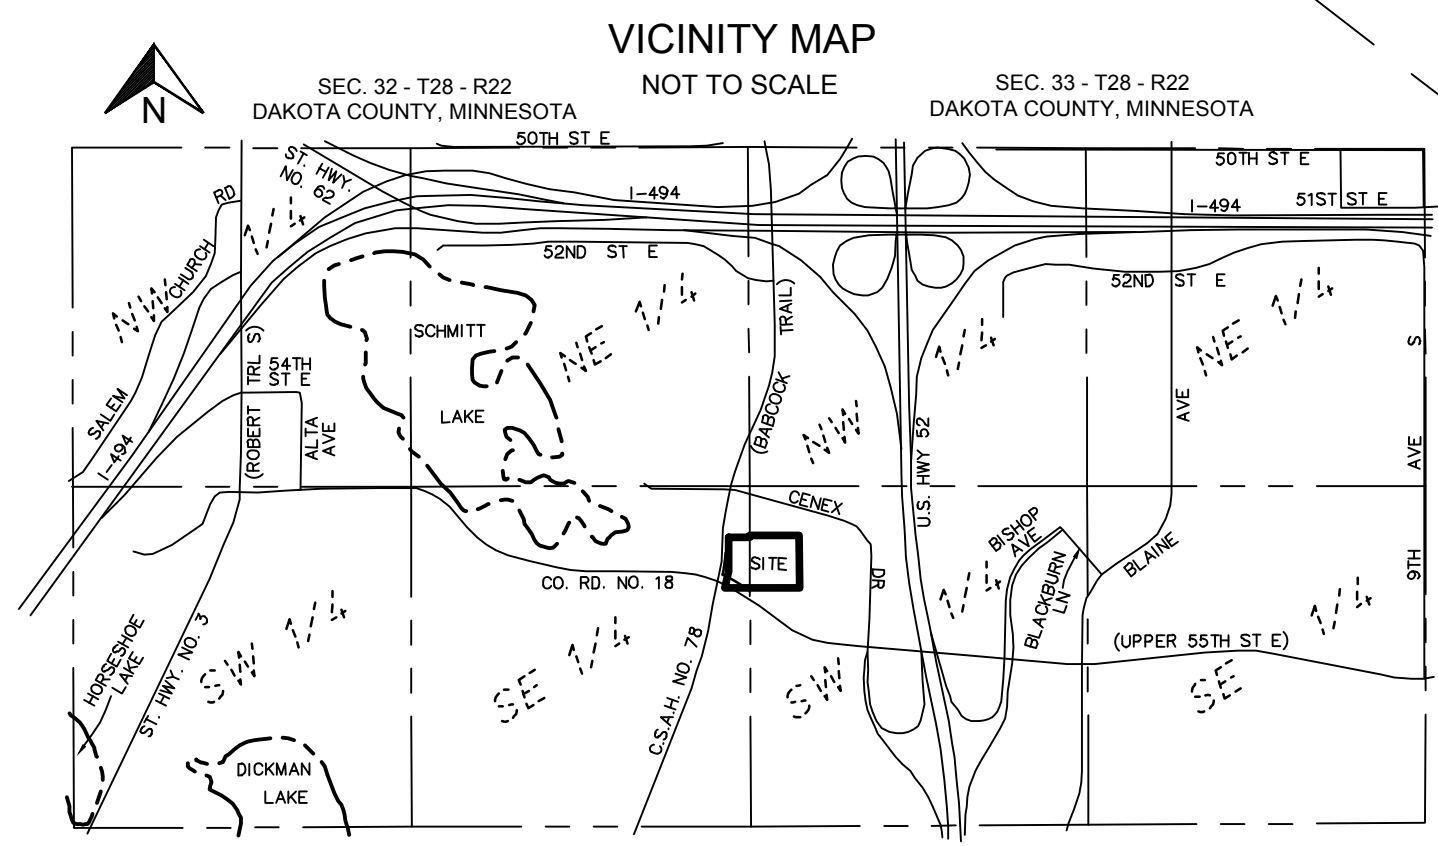 VICINITY MAP
NOT TO SCALE
SEC. 32 - T28 - R22
DAKOTA COUNTY, MINNESOTA
SEC. 33 - T28 - R22
DAKOTA COUNTY, MINNESOTA
N
50TH ST E
50TH ST E
ST. HWY.
NO. 62
I-494
I-494
51ST ST E
52ND ST E
52ND ST E
SALEM CHURCH RD
NW 1/4
NE 1/4
NW 1/4
NE 1/4
SCHMITT
LAKE
54TH
ST E
ALTA
AVE
(ROBERT TRL S)
I-494
(BABCOCK TRAIL)
U.S. HWY 52
AVE
9TH AVE S
CENEX DR
SITE
BISHOP
AVE
BLACKBURN
LN
BLAINE
CO. RD. NO. 18
(UPPER 55TH ST E)
HORSESHOE
LAKE
ST. HWY. NO. 3
SW 1/4
SE 1/4
SW 1/4
SE 1/4
C.S.A.H. NO. 78
DICKMAN
LAKE